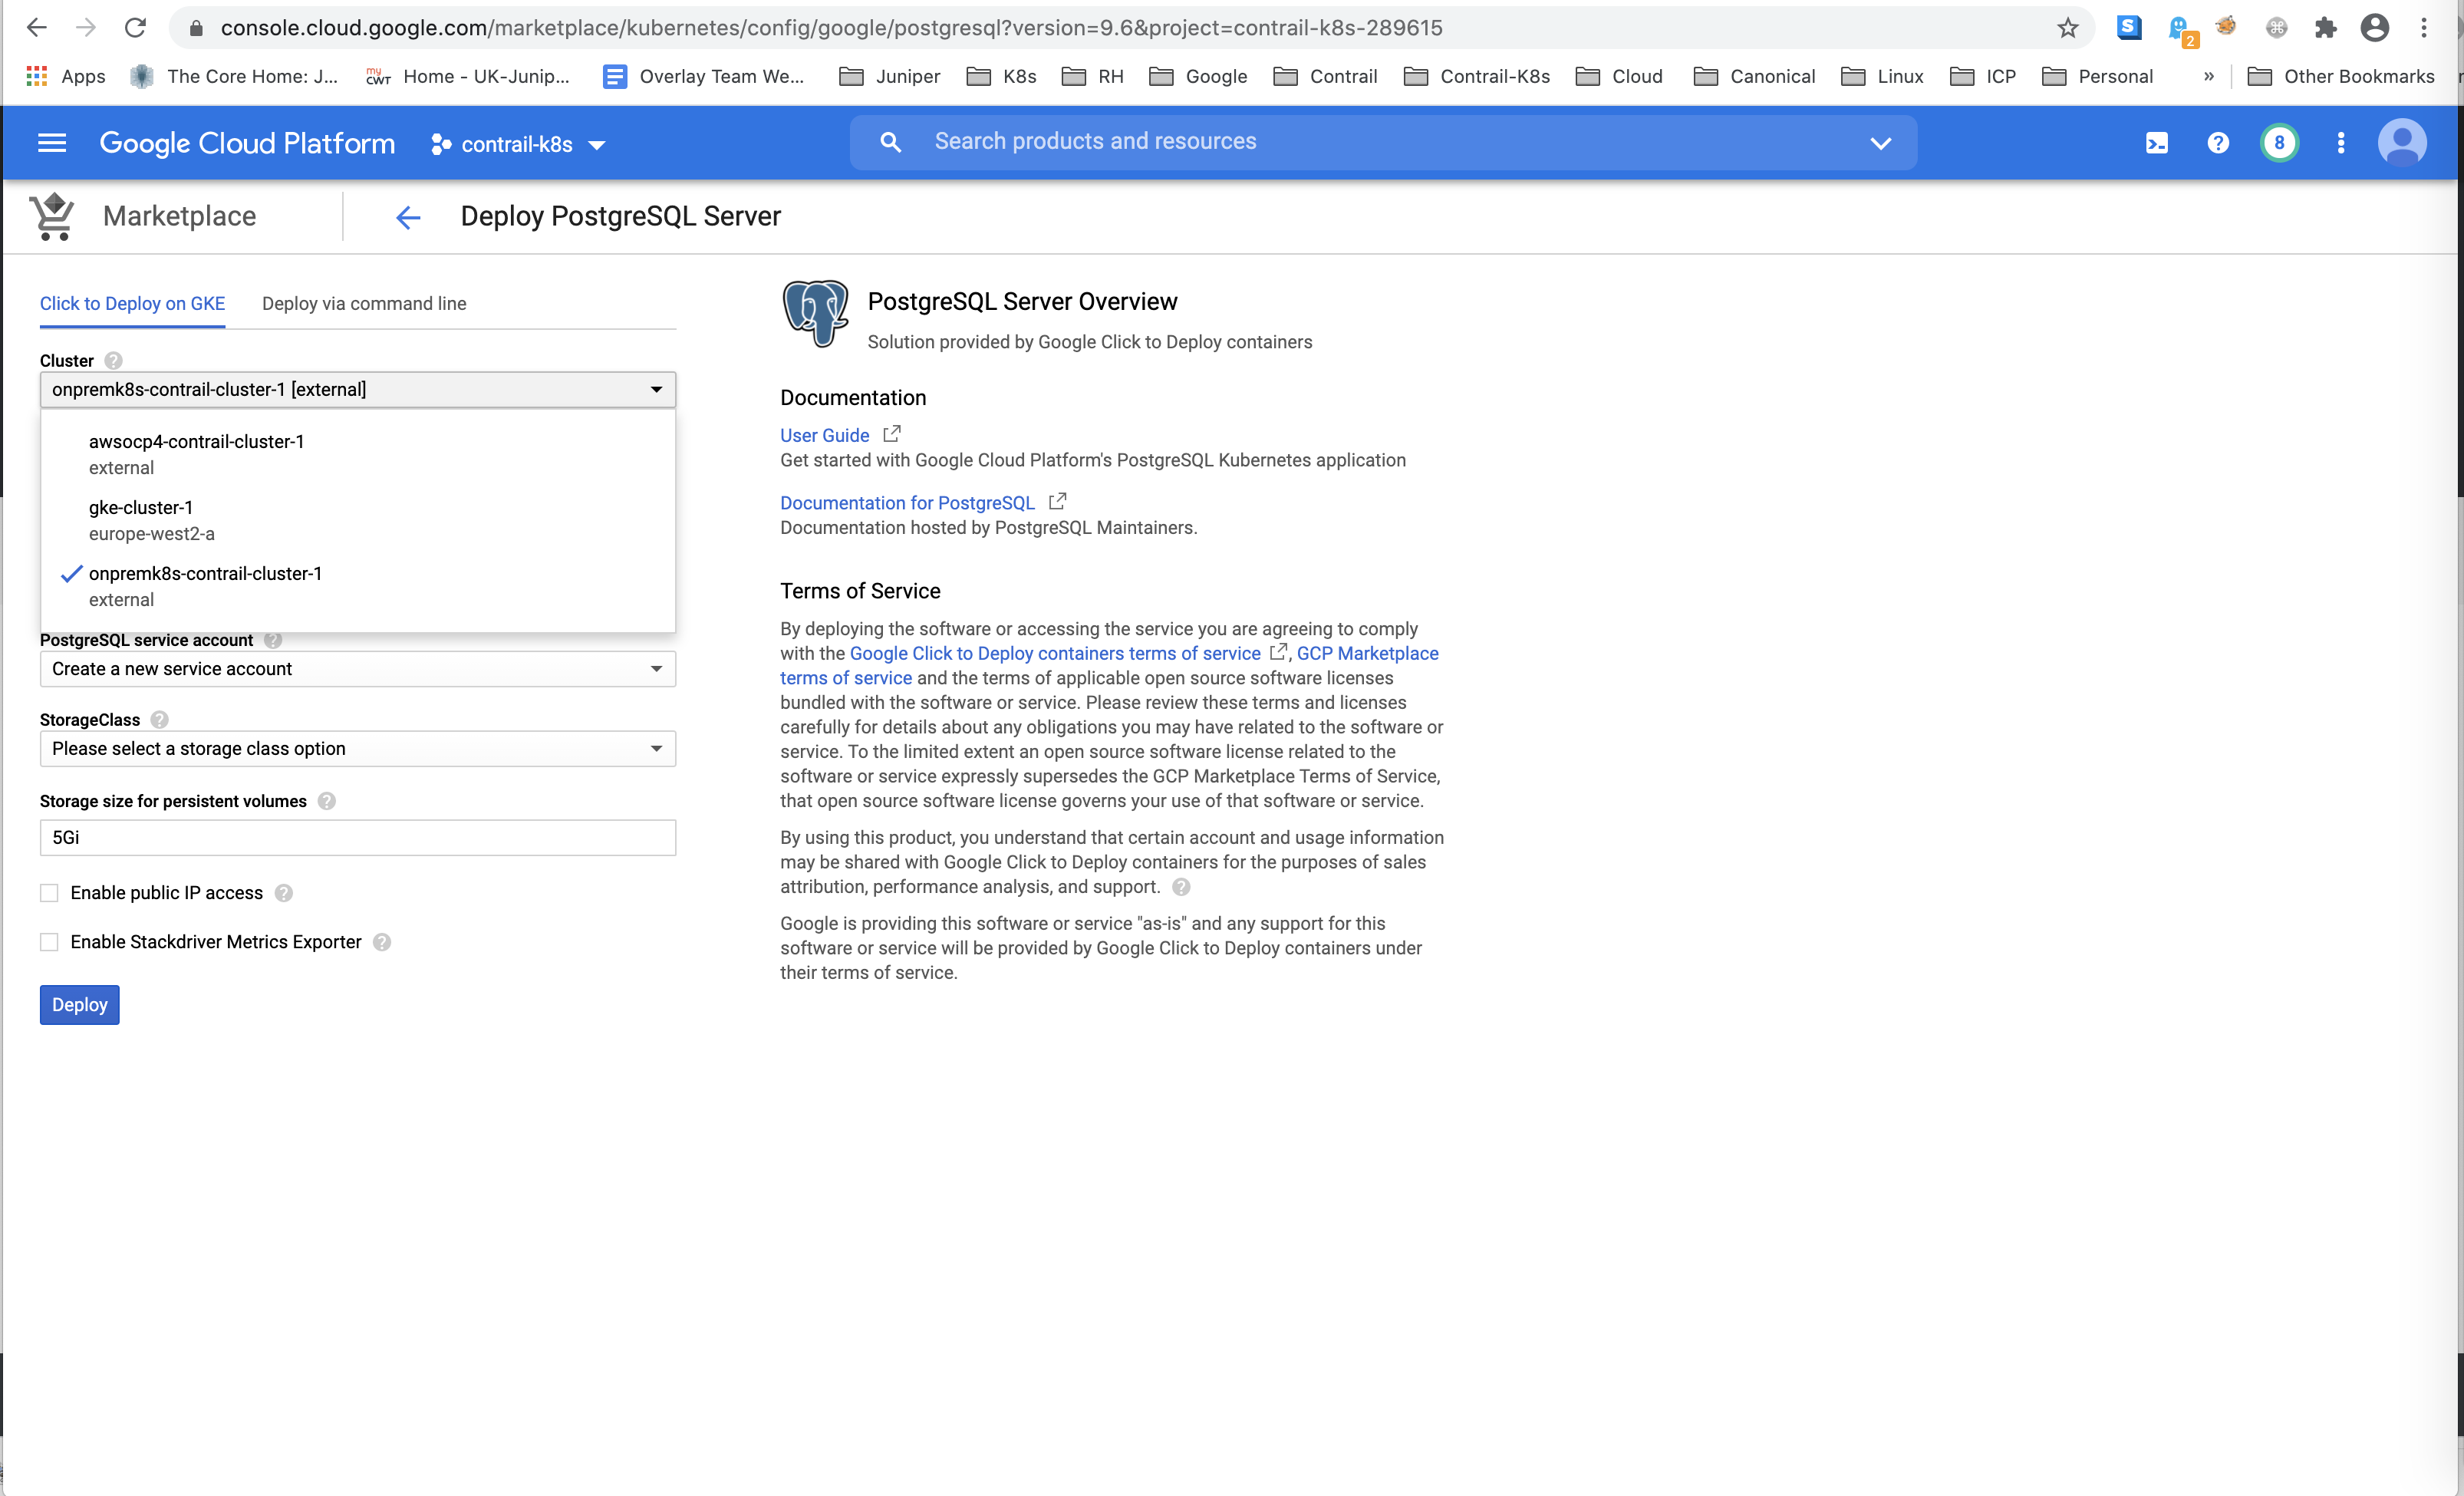 console.cloud.google.com/marketplace/kubernetes/config/google/postgresql?version=9.6&project=contrail-k8s-289615
S
2
Apps
The Core Home: J...
my CWT
Home - UK-Junip...
Overlay Team We...
Juniper
K8s
RH
Google
Contrail
Contrail-K8s
Cloud
Canonical
Linux
ICP
Personal
»
Other Bookmarks
Google Cloud Platform
contrail-k8s
Search products and resources
8
Marketplace
Deploy PostgreSQL Server
Click to Deploy on GKE
Deploy via command line
Cluster
onpremk8s-contrail-cluster-1 [external]
awsocp4-contrail-cluster-1
external
gke-cluster-1
europe-west2-a
onpremk8s-contrail-cluster-1
external
PostgreSQL service account
Create a new service account
StorageClass
Please select a storage class option
Storage size for persistent volumes
5Gi
Enable public IP access
Enable Stackdriver Metrics Exporter
Deploy
PostgreSQL Server Overview
Solution provided by Google Click to Deploy containers
Documentation
User Guide
Get started with Google Cloud Platform's PostgreSQL Kubernetes application
Documentation for PostgreSQL
Documentation hosted by PostgreSQL Maintainers.
Terms of Service
By deploying the software or accessing the service you are agreeing to comply
with the Google Click to Deploy containers terms of service , GCP Marketplace
terms of service and the terms of applicable open source software licenses
bundled with the software or service. Please review these terms and licenses
carefully for details about any obligations you may have related to the software or
service. To the limited extent an open source software license related to the
software or service expressly supersedes the GCP Marketplace Terms of Service,
that open source software license governs your use of that software or service.
By using this product, you understand that certain account and usage information
may be shared with Google Click to Deploy containers for the purposes of sales
attribution, performance analysis, and support.
Google is providing this software or service "as-is" and any support for this
software or service will be provided by Google Click to Deploy containers under
their terms of service.